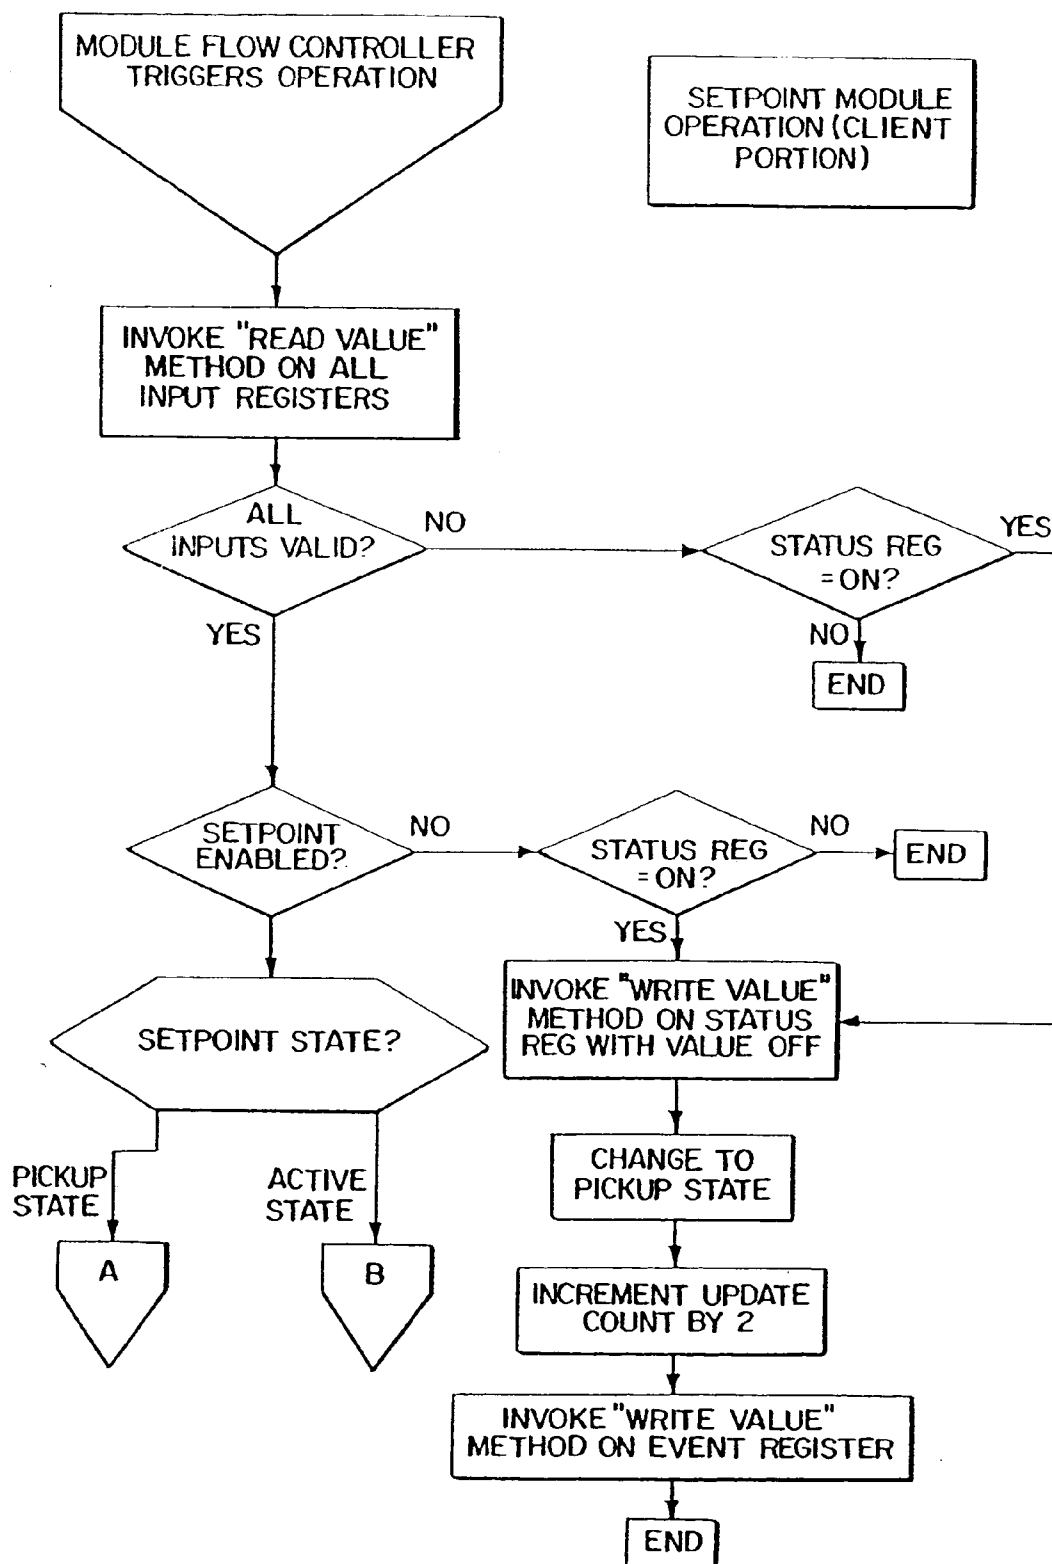 MODULE FLOW CONTROLLER
TRIGGERS OPERATION
SETPOINT MODULE
OPERATION (CLIENT
PORTION)
INVOKE "READ VALUE"
METHOD ON ALL
INPUT REGISTERS
ALL
INPUTS VALID?
NO
YES
STATUS REG
=ON?
YES
NO
END
SETPOINT
ENABLED?
NO
STATUS REG
=ON?
NO
END
YES
INVOKE "WRITE VALUE"
METHOD ON STATUS
REG WITH VALUE OFF
SETPOINT STATE?
PICKUP
STATE
ACTIVE
STATE
A
B
CHANGE TO
PICKUP STATE
INCREMENT UPDATE
COUNT BY 2
INVOKE "WRITE VALUE"
METHOD ON EVENT REGISTER
END